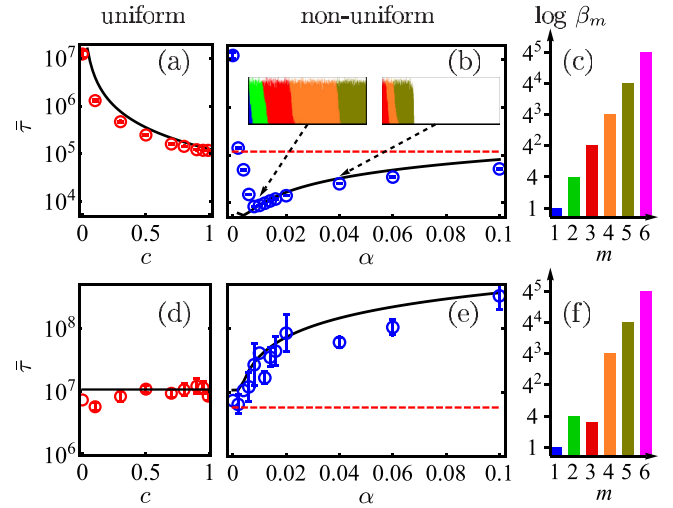 uniform non-uniform log β_m
(a) (b) (c)
τ̄
10^7
10^6
10^5
10^4
0 0.5 1
c
0 0.02 0.04 0.06 0.08 0.1
α
4^5
4^4
4^3
4^2
4
1
1 2 3 4 5 6
m
(d) (e) (f)
τ̄
10^8
10^7
10^6
0 0.5 1
c
0 0.02 0.04 0.06 0.08 0.1
α
4^5
4^4
4^3
4^2
4
1
1 2 3 4 5 6
m